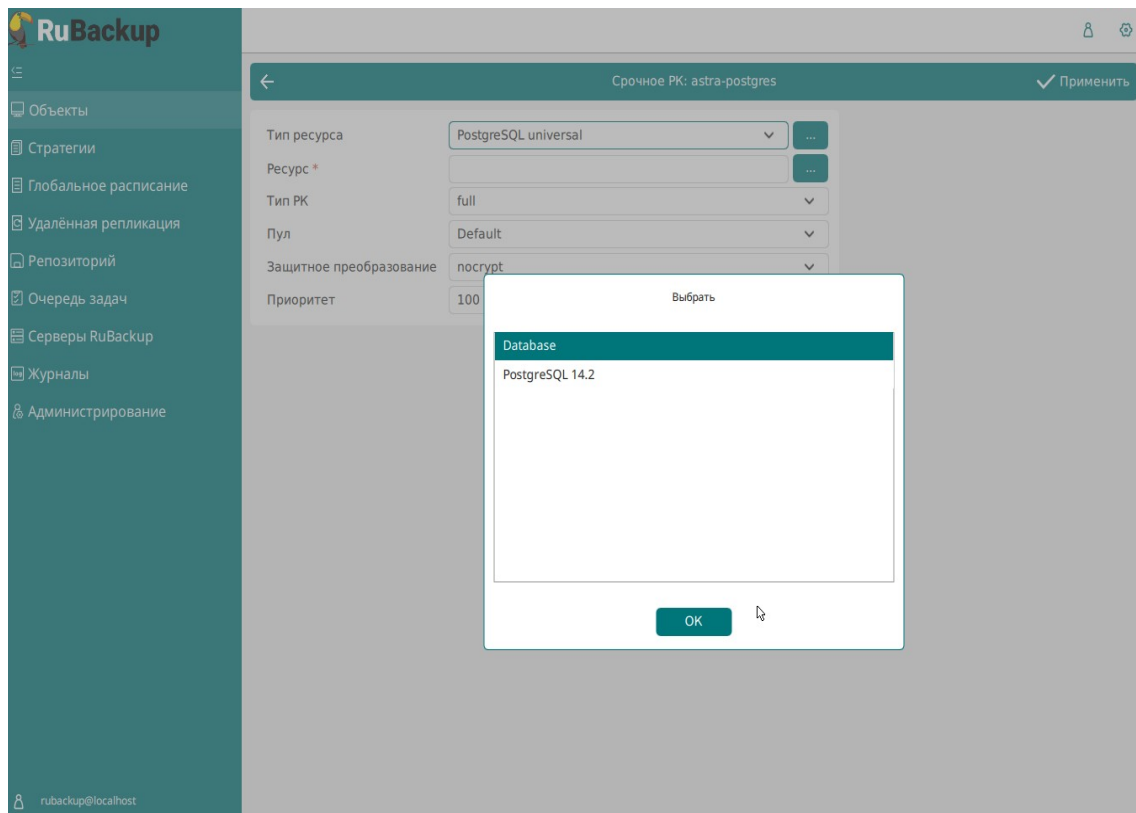 RuBackup
Объекты
Стратегии
Глобальное расписание
Удалённая репликация
Репозиторий
Очередь задач
Серверы RuBackup
Журналы
Администрирование
rubackup@localhost
Срочное РК: astra-postgres
Применить
Тип ресурса PostgreSQL universal ...
Ресурс * ...
Тип РК full
Пул Default
Защитное преобразование nocrypt
Приоритет 100
Выбрать
Database
PostgreSQL 14.2
OK